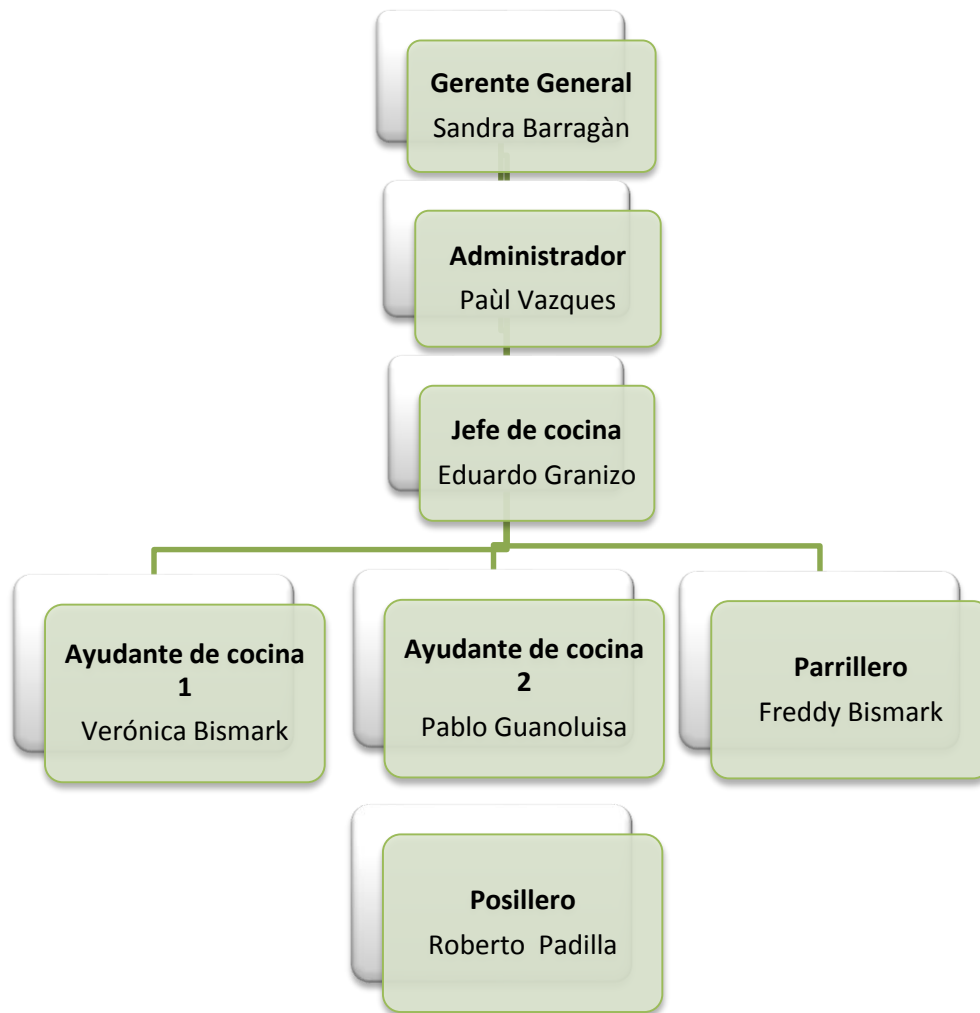 Gerente General
Sandra Barragàn
Administrador
Paùl Vazques
Jefe de cocina
Eduardo Granizo
Ayudante de cocina
1
Verónica Bismark
Ayudante de cocina
2
Pablo Guanoluisa
Parrillero
Freddy Bismark
Posillero
Roberto  Padilla